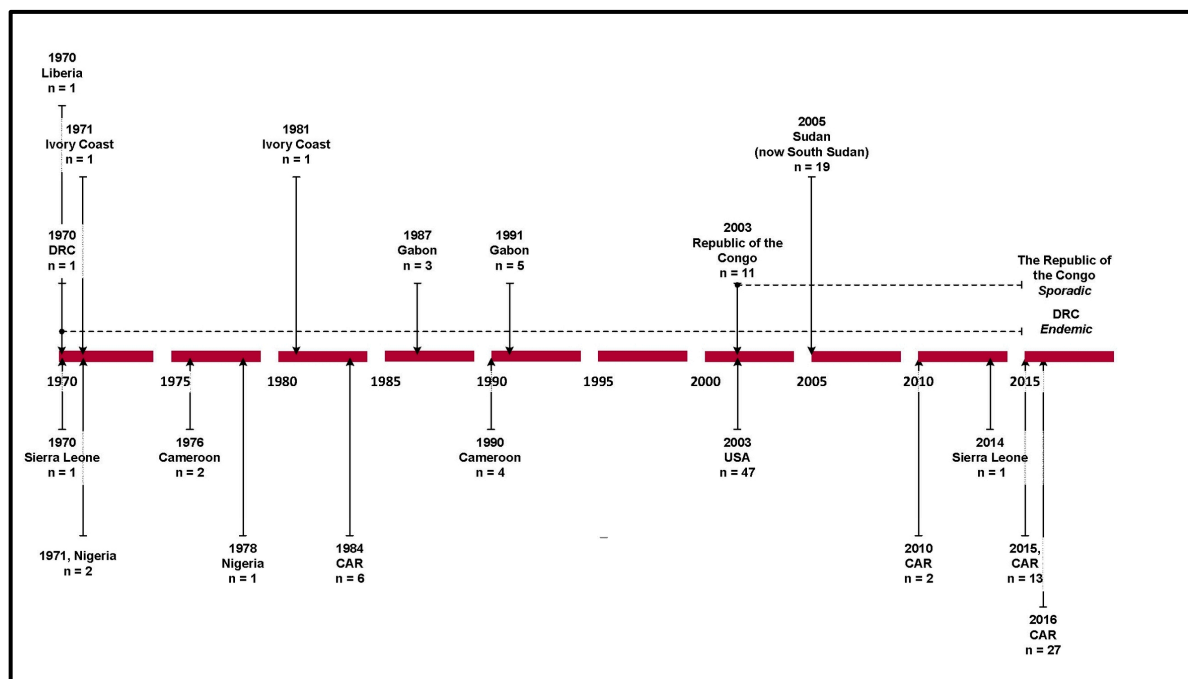 1970
Liberia
n = 1
1971
Ivory Coast
n = 1
1981
Ivory Coast
n = 1
2005
Sudan
(now South Sudan)
n = 19
1970
DRC
n = 1
1987
Gabon
n = 3
1991
Gabon
n = 5
2003
Republic of the
Congo
n = 11
The Republic of
the Congo
Sporadic
DRC
Endemic
1970
1975
1980
1985
1990
1995
2000
2005
2010
2015
1970
Sierra Leone
n = 1
1976
Cameroon
n = 2
1990
Cameroon
n = 4
2003
USA
n = 47
2014
Sierra Leone
n = 1
1971, Nigeria
n = 2
1978
Nigeria
n = 1
1984
CAR
n = 6
2010
CAR
n = 2
2015,
CAR
n = 13
2016
CAR
n = 27